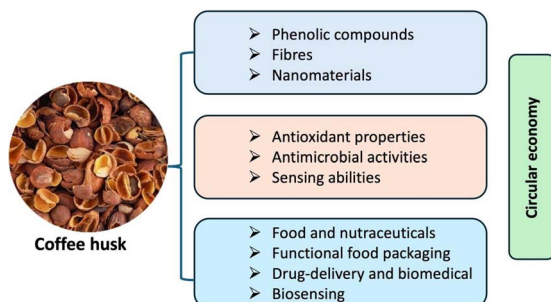 Phenolic compounds
Fibres
Nanomaterials
Antioxidant properties
Antimicrobial activities
Sensing abilities
Coffee husk
Food and nutraceuticals
Functional food packaging
Drug-delivery and biomedical
Biosensing
Circular economy